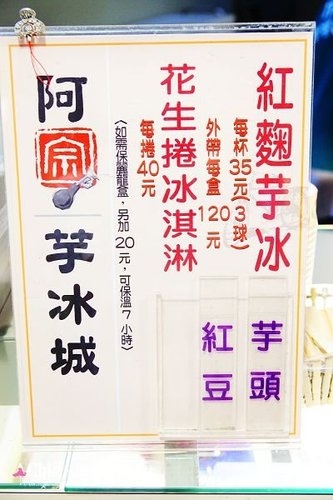 紅麴芋冰
每杯35元(3球)
外帶每盒120元
芋頭
紅豆
花生捲冰淇淋
每捲40元
(如需保麗龍盒,另加20元,可保溫7小時)
阿宗芋冰城